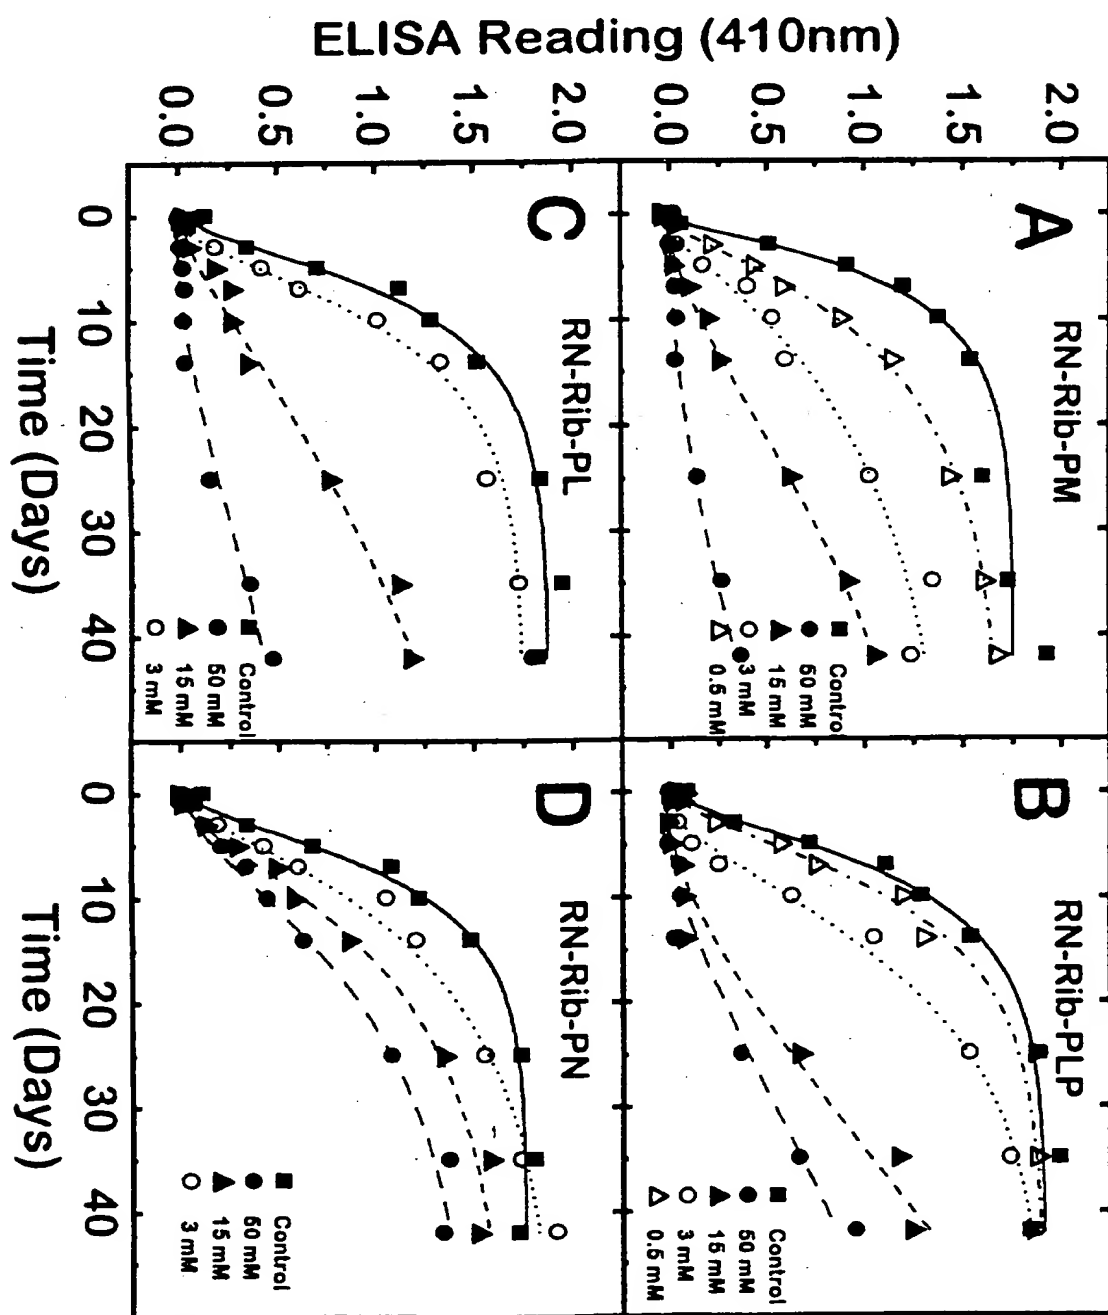 ELISA Reading (410nm)
2.0
1.5
1.0
0.5
0.0
A
RN-Rib-PM
Control
50 mM
15 mM
3 mM
0.5 mM
B
RN-Rib-PLP
Control
50 mM
15 mM
3 mM
0.5 mM
2.0
1.5
1.0
0.5
0.0
C
RN-Rib-PL
Control
50 mM
15 mM
3 mM
0 10 20 30 40
Time (Days)
D
RN-Rib-PN
Control
50 mM
15 mM
3 mM
0 10 20 30 40
Time (Days)